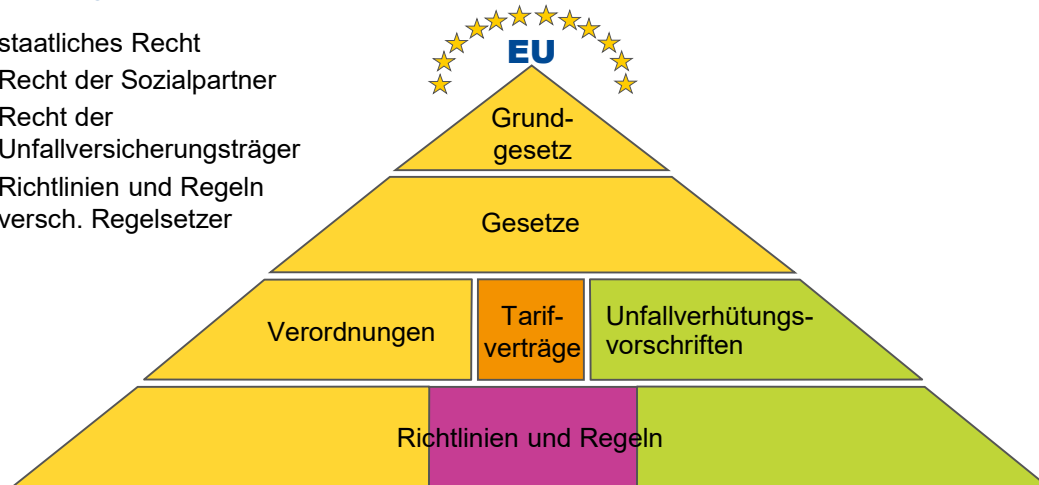 staatliches Recht
Recht der Sozialpartner
Recht der
Unfallversicherungsträger
Richtlinien und Regeln
versch. Regelsetzer
EU
Grund-
gesetz
Gesetze
Verordnungen
Tarif-
verträge
Unfallverhütungs-
vorschriften
Richtlinien und Regeln